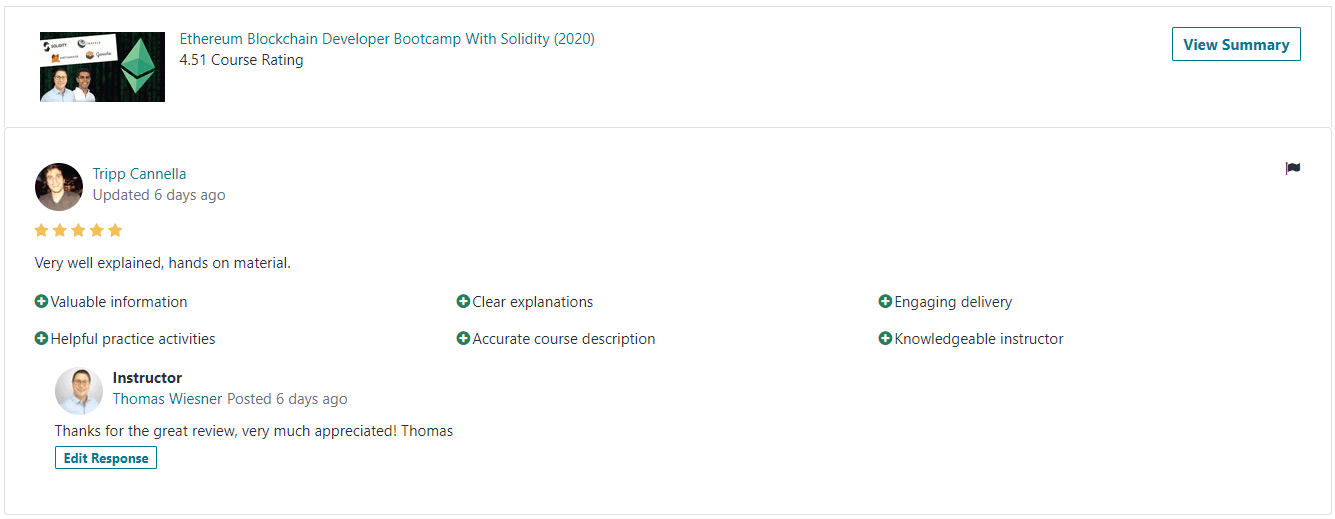 SOLIDITY
Ethereum Blockchain Developer Bootcamp With Solidity (2020)
4.51 Course Rating
View Summary
Tripp Cannella
Updated 6 days ago
Very well explained, hands on material.
Valuable information
Clear explanations
Engaging delivery
Helpful practice activities
Accurate course description
Knowledgeable instructor
Instructor
Thomas Wiesner Posted 6 days ago
Thanks for the great review, very much appreciated! Thomas
Edit Response